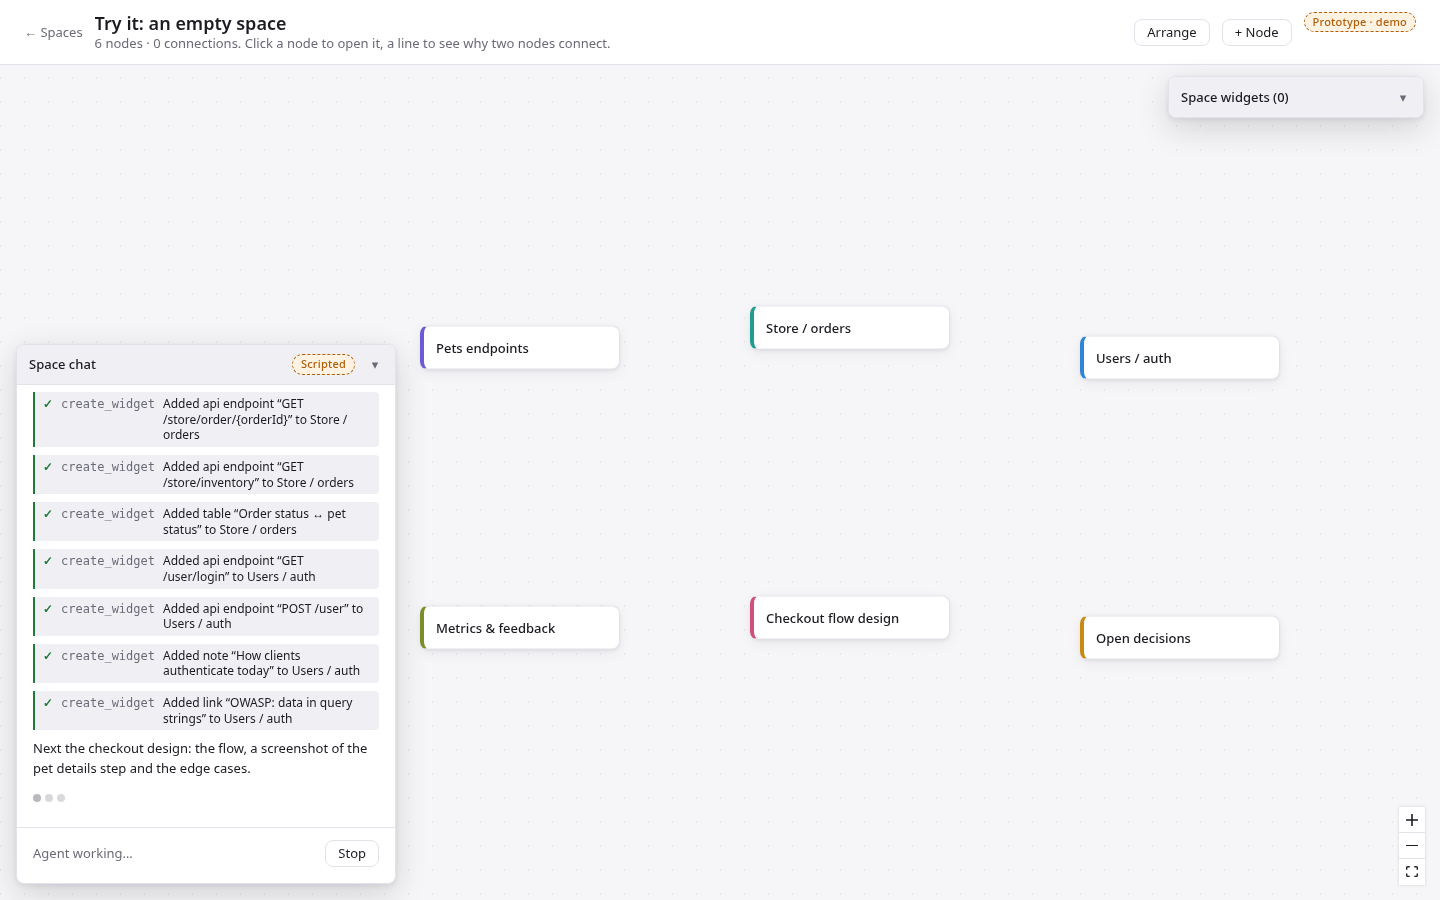 ← Spaces
Try it: an empty space
6 nodes · 0 connections. Click a node to open it, a line to see why two nodes connect.
Arrange
+ Node
Prototype · demo
Space widgets (0)
▼
Pets endpoints
Store / orders
Users / auth
Metrics & feedback
Checkout flow design
Open decisions
Space chat
Scripted
▼
✓ create_widget Added api endpoint “GET
/store/order/{orderId}” to Store /
orders
✓ create_widget Added api endpoint “GET
/store/inventory” to Store / orders
✓ create_widget Added table “Order status ↔ pet
status” to Store / orders
✓ create_widget Added api endpoint “GET
/user/login” to Users / auth
✓ create_widget Added api endpoint “POST /user” to
Users / auth
✓ create_widget Added note “How clients
authenticate today” to Users / auth
✓ create_widget Added link “OWASP: data in query
strings” to Users / auth
Next the checkout design: the flow, a screenshot of the
pet details step and the edge cases.
Agent working...
Stop